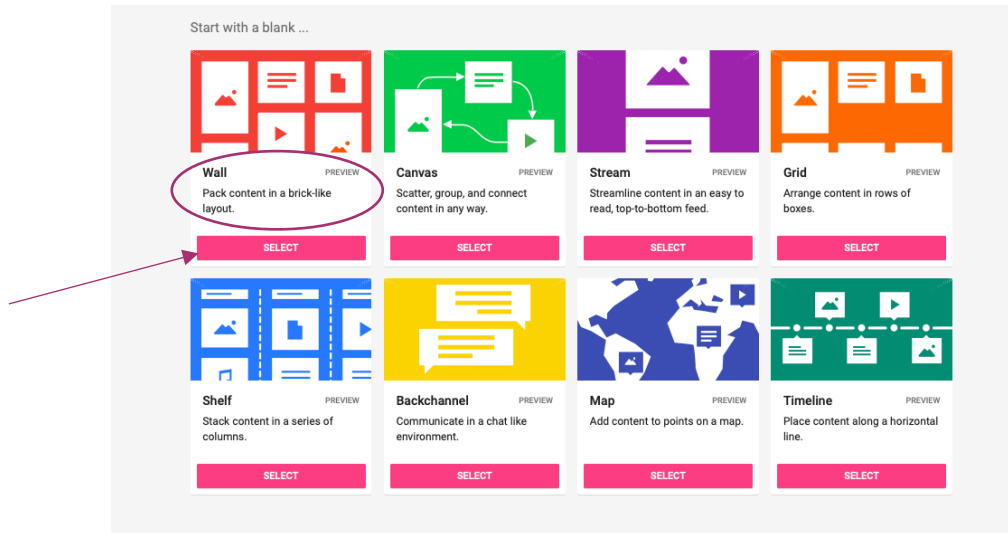 Start with a blank ...
Wall PREVIEW
Pack content in a brick-like
layout.
SELECT
Canvas PREVIEW
Scatter, group, and connect
content in any way.
SELECT
Stream PREVIEW
Streamline content in an easy to
read, top-to-bottom feed.
SELECT
Grid PREVIEW
Arrange content in rows of
boxes.
SELECT
Shelf PREVIEW
Stack content in a series of
columns.
SELECT
Backchannel PREVIEW
Communicate in a chat like
environment.
SELECT
Map PREVIEW
Add content to points on a map.
SELECT
Timeline PREVIEW
Place content along a horizontal
line.
SELECT